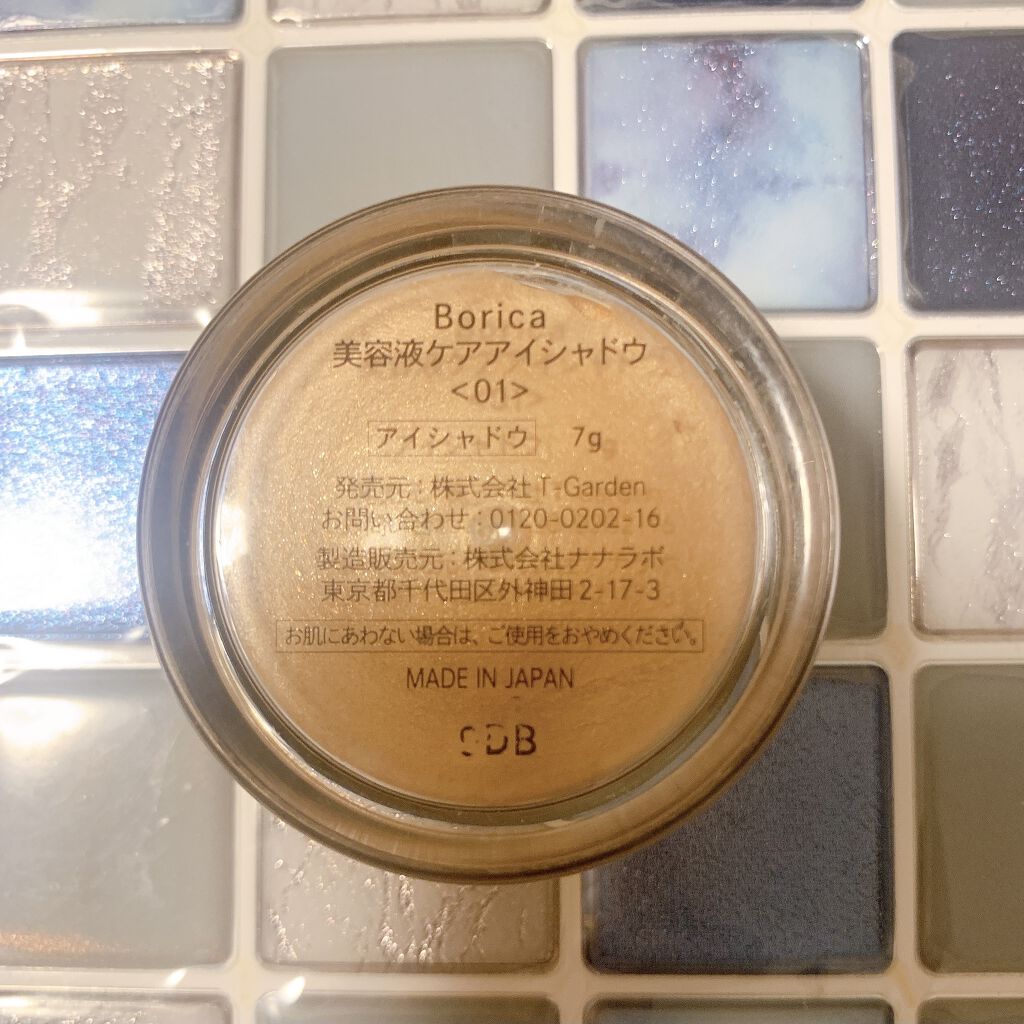 Borica
美容液ケアアイシャドウ
<01>
アイシャドウ 7g
発売元：株式会社T-Garden
お問い合わせ：0120-0202-16
製造販売元：株式会社ナナラボ
東京都千代田区外神田2-17-3
お肌にあわない場合は、ご使用をおやめください。
MADE IN JAPAN